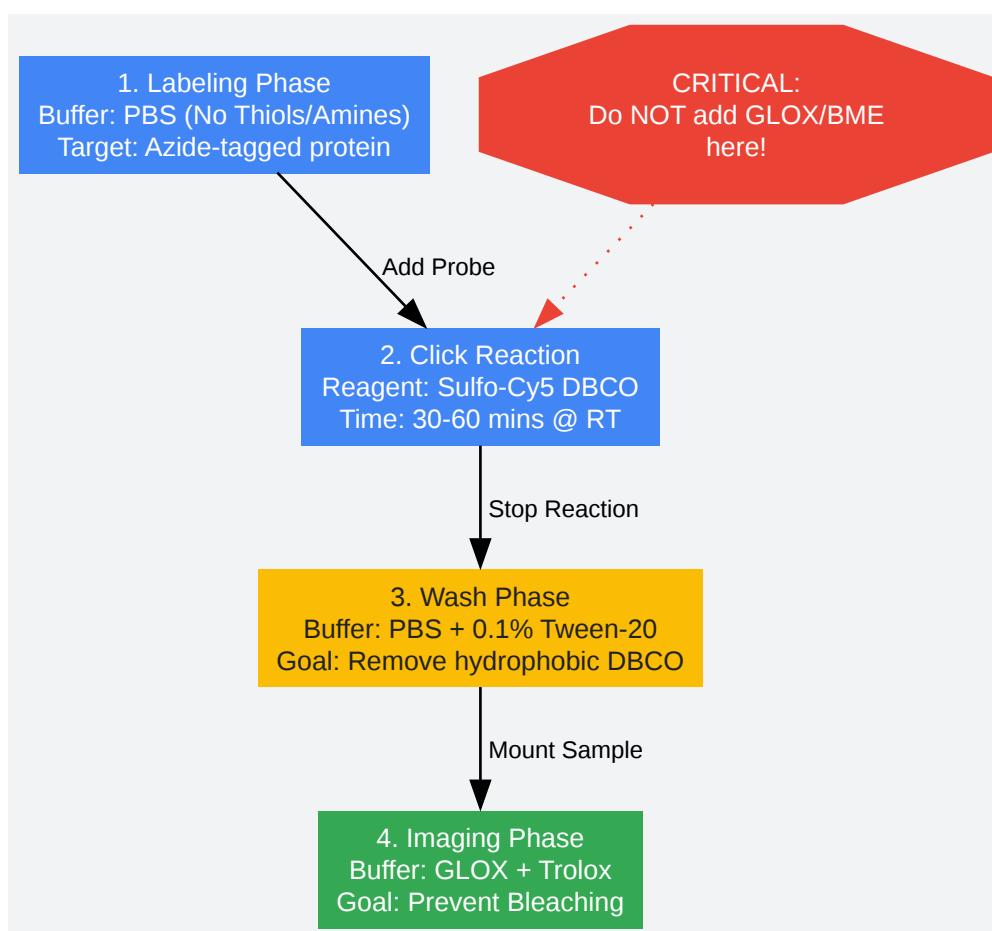 1. Labeling Phase
Buffer: PBS (No Thiols/Amines)
Target: Azide-tagged protein
CRITICAL:
Do NOT add GLOX/BME
here!
Add Probe
2. Click Reaction
Reagent: Sulfo-Cy5 DBCO
Time: 30-60 mins @ RT
Stop Reaction
3. Wash Phase
Buffer: PBS + 0.1% Tween-20
Goal: Remove hydrophobic DBCO
Mount Sample
4. Imaging Phase
Buffer: GLOX + Trolox
Goal: Prevent Bleaching